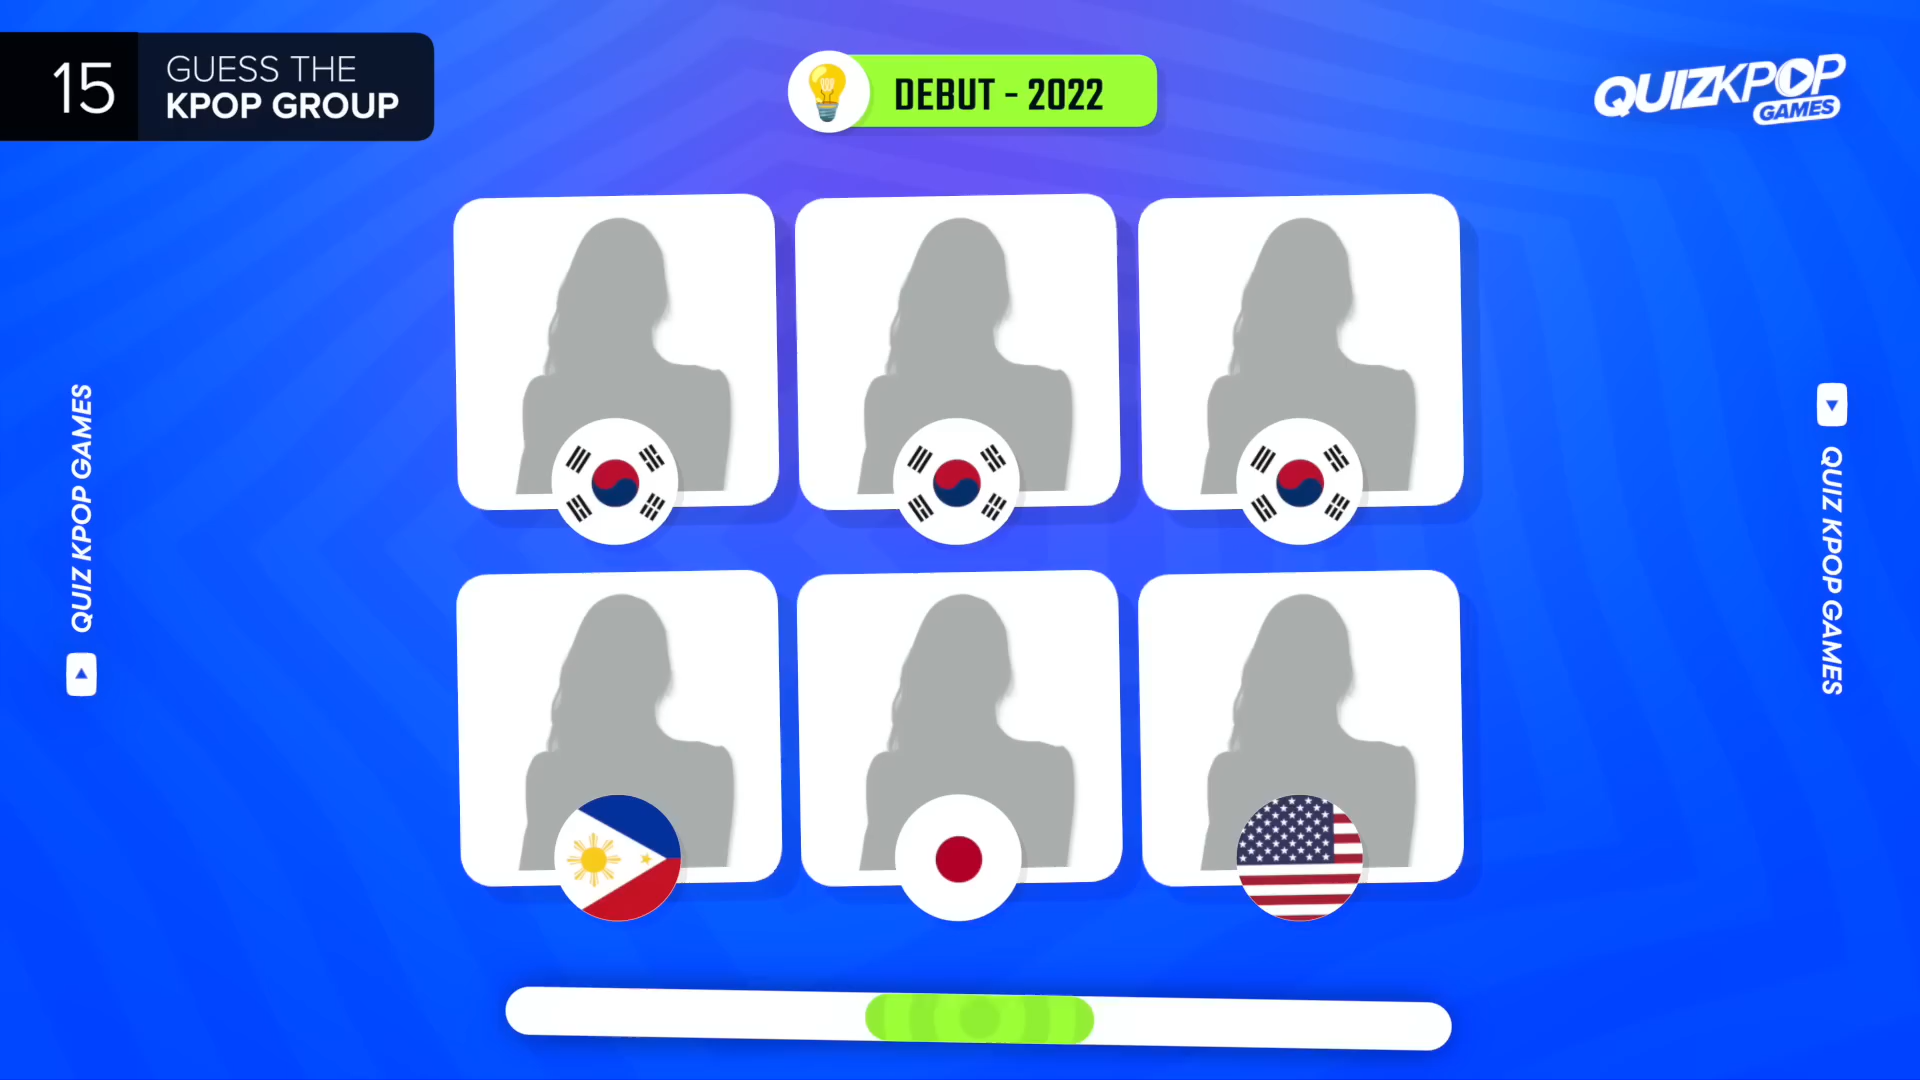 15
GUESS THE
KPOP GROUP
DEBUT - 2022
QUIZKPOP
GAMES
QUIZ KPOP GAMES
QUIZ KPOP GAMES